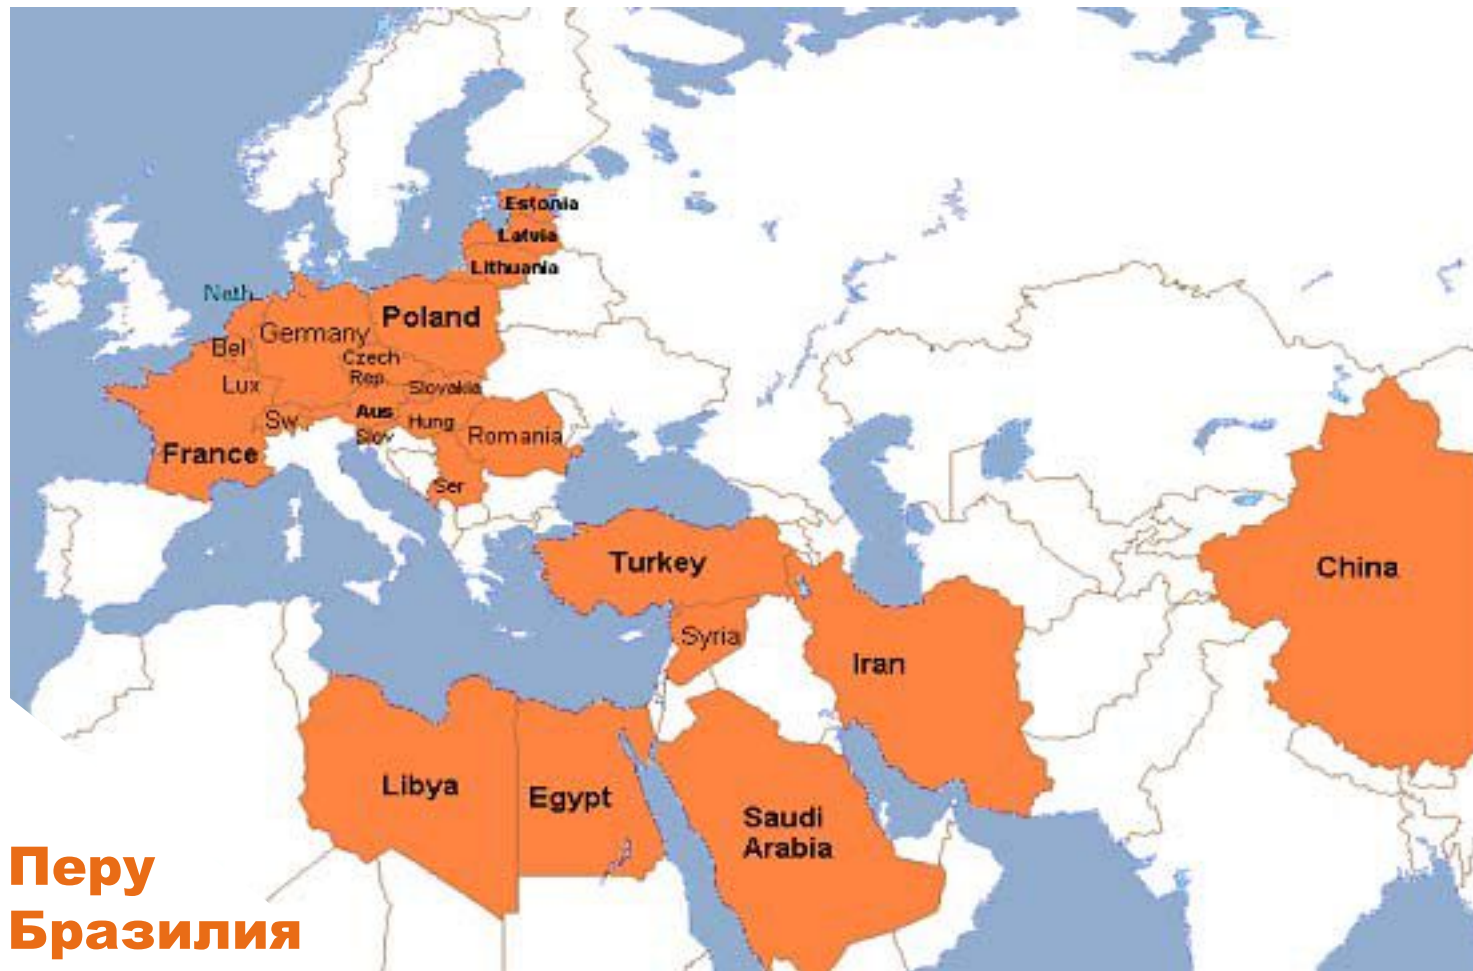 Estonia
Latvia
Lithuania
Neth
Poland
Germany
Bel
Czech
Rep
Lux
Slovakia
Aus
Sw
Hung
Slov
Romania
France
Ser
Turkey
China
Syria
Iran
Libya
Egypt
Saudi
Arabia
Перу
Бразилия